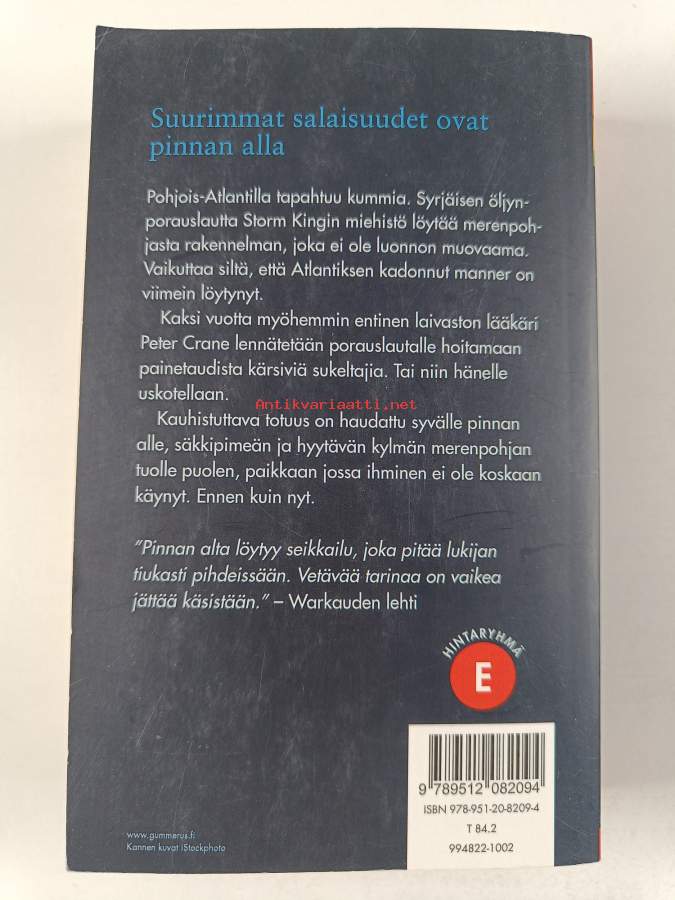 Suurimmat salaisuudet ovat
pinnan alla
Pohjois-Atlantilla tapahtuu kummia. Syrjäisen öljyn-
porauslautta Storm Kingin miehistö löytää merenpoh-
jasta rakennelman, joka ei ole luonnon muovaama.
Vaikuttaa siltä, että Atlantiksen kadonnut manner on
viimein löytynyt.
Kaksi vuotta myöhemmin entinen laivaston lääkäri
Peter Crane lennätetään porauslautalle hoitamaan
painetaudista kärsiviä sukeltajia. Tai niin hänelle
uskotellaan.
Antikvariaatti.net
Kauhistuttava totuus on haudattu syvälle pinnan
alle, säkkipimeän ja hyytävän kylmän merenpohjan
tuolle puolen, paikkaan jossa ihminen ei ole koskaan
käynyt. Ennen kuin nyt.
”Pinnan alta löytyy seikkailu, joka pitää lukijan
tiukasti pihdeissään. Vetävää tarinaa on vaikea
jättää käsistään.” – Warkauden lehti
HINTARYHMÄ
E
9 789512 082094
ISBN 978-951-20-8209-4
T 84.2
994822-1002
www.gummerus.fi
Kannen kuvat iStockphoto